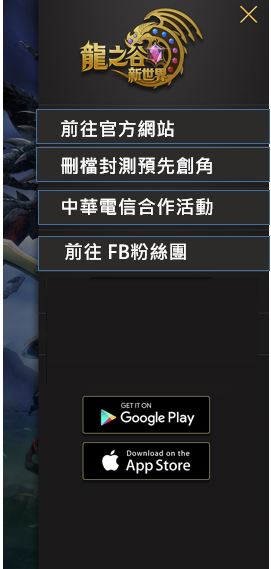 龍之谷
新世界
前往官方網站
刪檔封測預先創角
中華電信合作活動
前往 FB粉絲團
GET IT ON
Google Play
Download on the
App Store